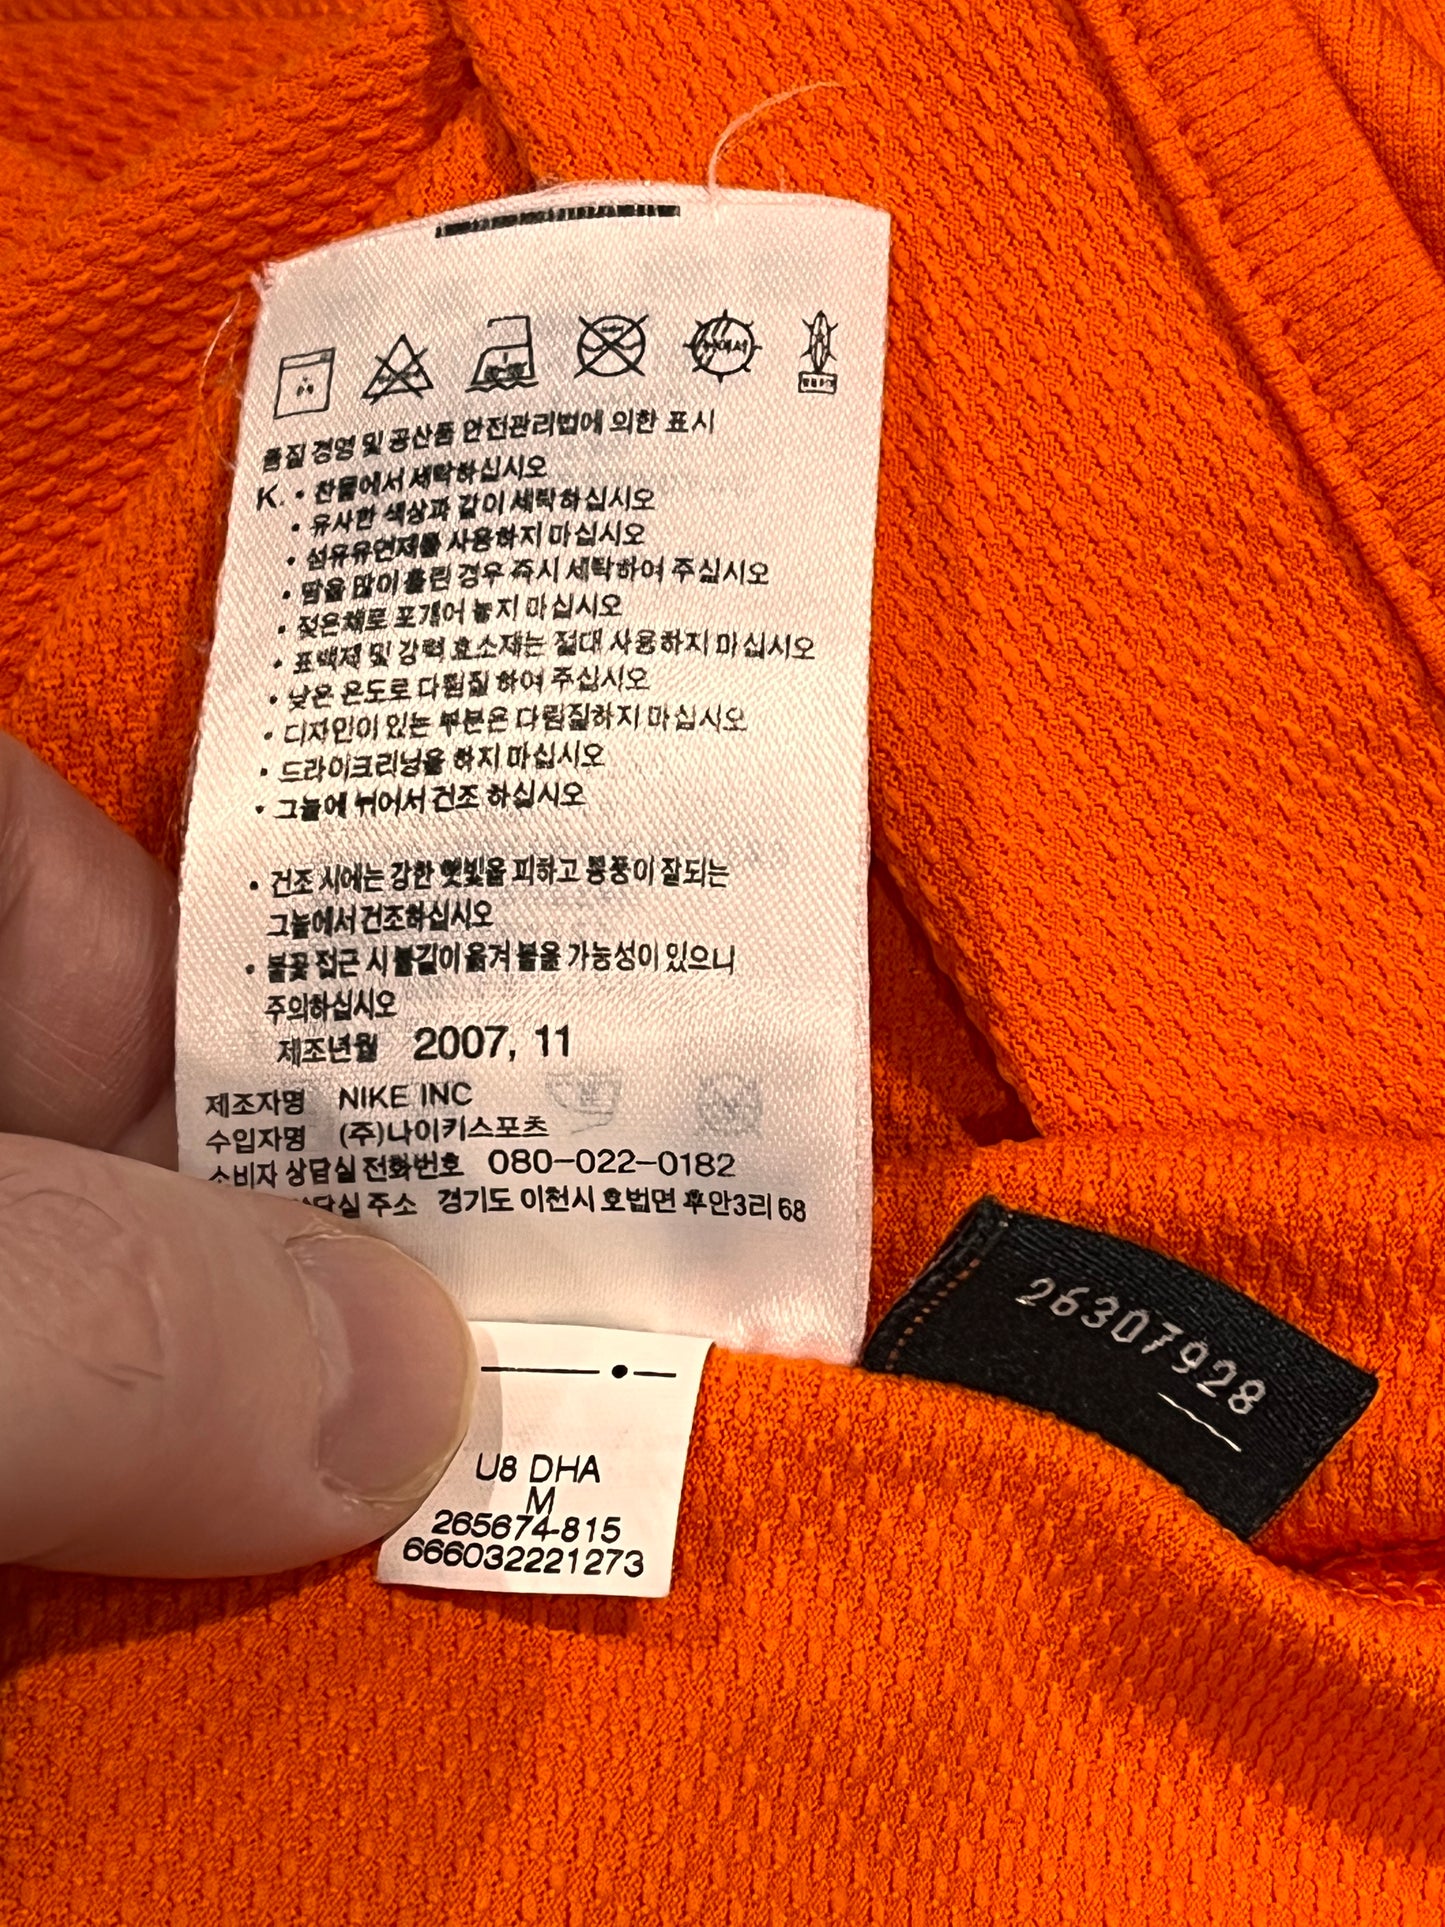 품질 경영 및 공산품 안전관리법에 의한 표시
K. • 찬물에서 세탁하십시오
• 유사한 색상과 같이 세탁하십시오
• 섬유유연제를 사용하지 마십시오
• 땀을 많이 흘린 경우 즉시 세탁하여 주십시오
• 젖은채로 포개어 놓지 마십시오
• 표백제 및 강력 효소제는 절대 사용하지 마십시오
• 낮은 온도로 다림질 하여 주십시오
• 디자인이 있는 부분은 다림질하지 마십시오
• 드라이크리닝을 하지 마십시오
• 그늘에 뉘어서 건조 하십시오
• 건조 시에는 강한 햇빛을 피하고 통풍이 잘되는
그늘에서 건조하십시오
• 불꽃 접근 시 불길이 옮겨 붙을 가능성이 있으니
주의하십시오
제조년월 2007, 11
제조자명 NIKE INC
수입자명 (주)나이키스포츠
소비자 상담실 전화번호 080-022-0182
상담실 주소 경기도 이천시 호법면 후안3리 68
26307928
U8 DHA
M
265674-815
666032221273